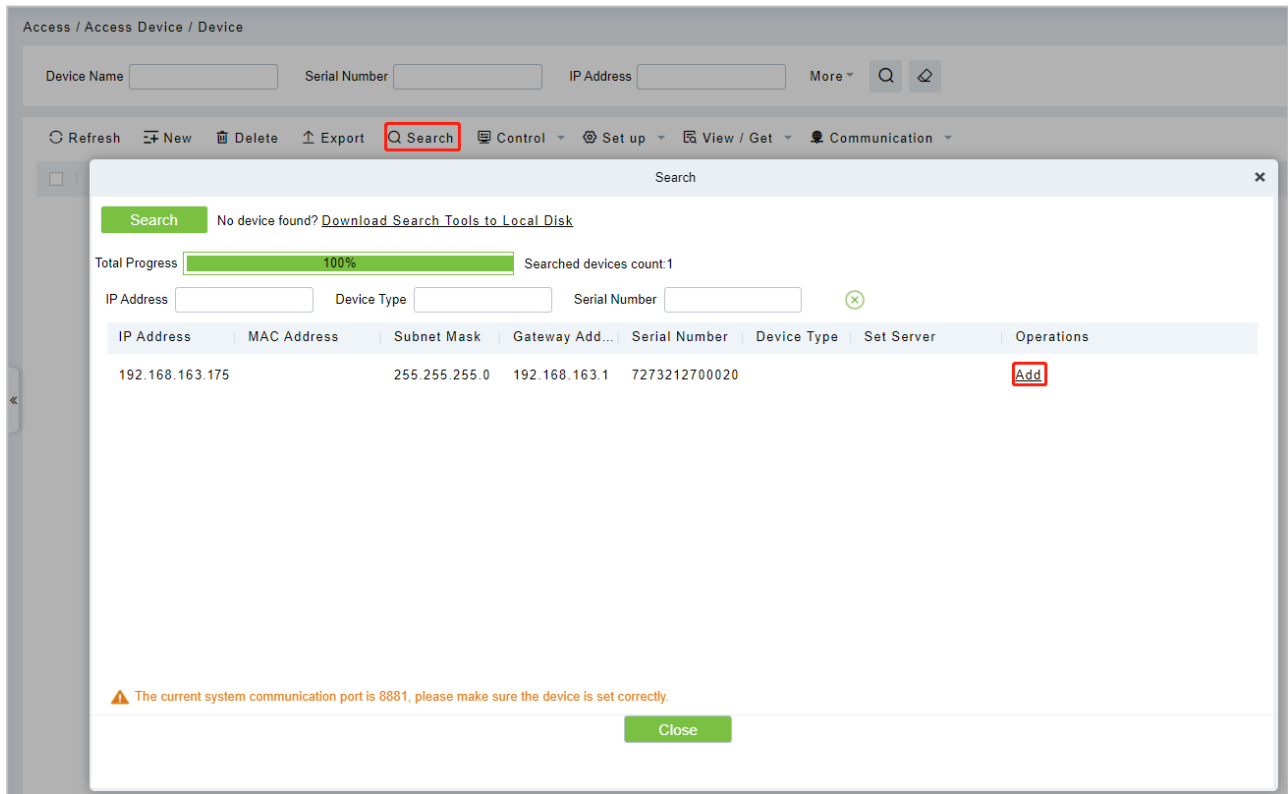 Access / Access Device / Device
Device Name Serial Number IP Address More
Refresh New Delete Export Search Control Set up View / Get Communication
Search
Search No device found? Download Search Tools to Local Disk
Total Progress 100% Searched devices count:1
IP Address Device Type Serial Number
IP Address MAC Address Subnet Mask Gateway Add... Serial Number Device Type Set Server Operations
192.168.163.175 255.255.255.0 192.168.163.1 7273212700020 Add
The current system communication port is 8881, please make sure the device is set correctly.
Close